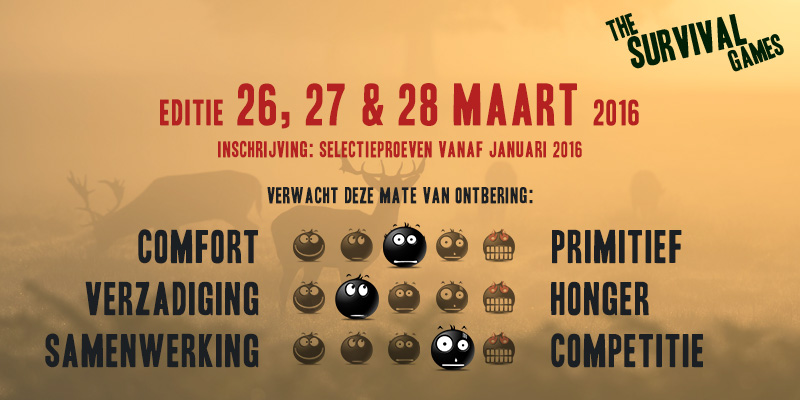 THE
SURVIVAL
GAMES
EDITIE 26, 27 & 28 MAART 2016
INSCHRIJVING: SELECTIEPROEVEN VANAF JANUARI 2016
VERWACHT DEZE MATE VAN ONTBERING:
COMFORT PRIMITIEF
VERZADIGING HONGER
SAMENWERKING COMPETITIE